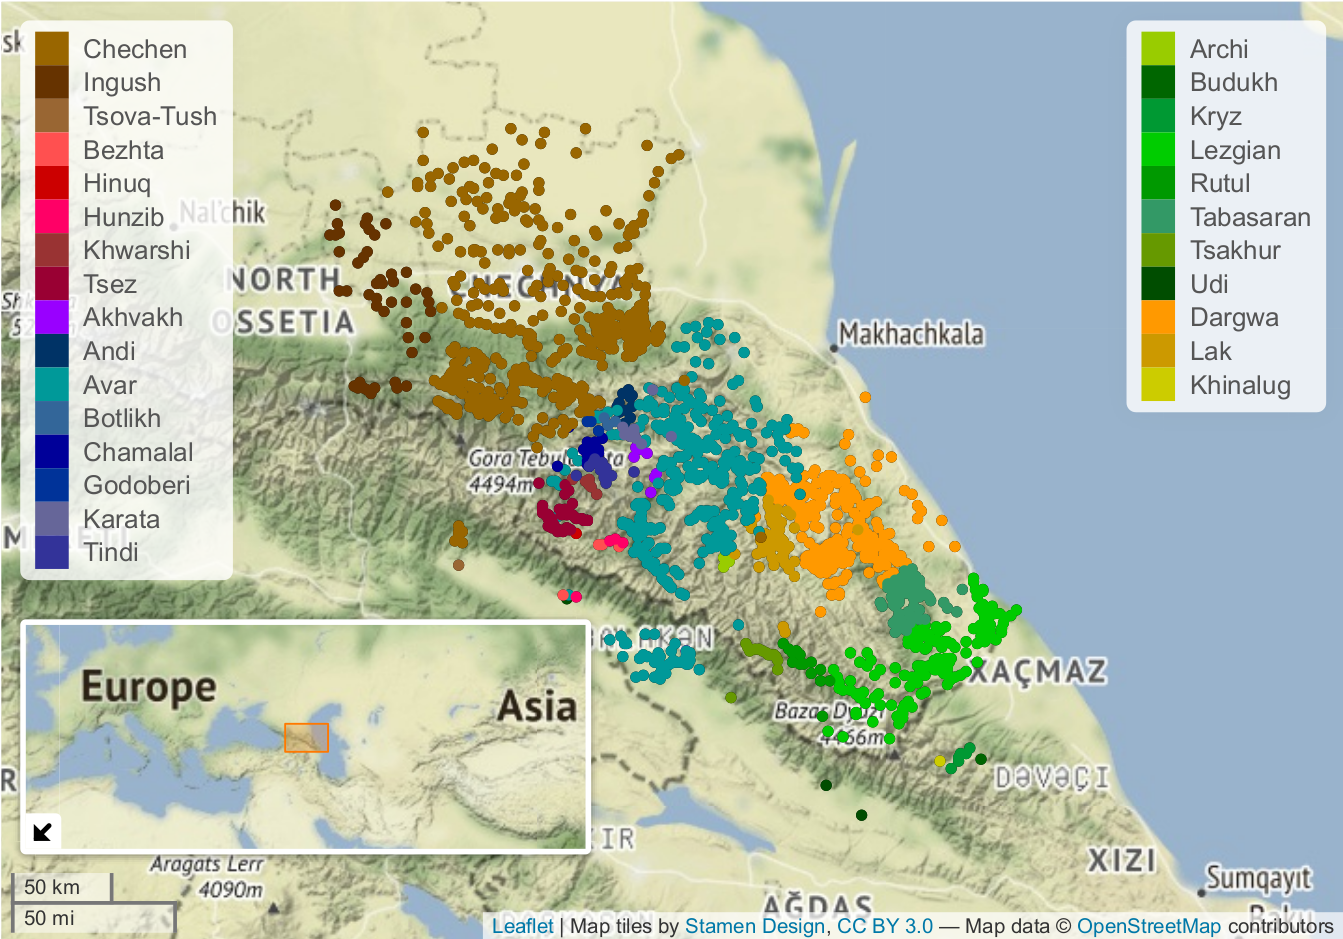 Chechen
Ingush
Tsova-Tush
Bezhta
Hinuq
Hunzib
Khwarshi
Tsez
Akhvakh
Andi
Avar
Botlikh
Chamalal
Godoberi
Karata
Tindi
Archi
Budukh
Kryz
Lezgian
Rutul
Tabasaran
Tsakhur
Udi
Dargwa
Lak
Khinalug
Nal'chik
NORTH
OSSETIA
CHECHNYA
Makhachkala
4494m
XAÇMAZ
4466m
DƏVƏÇI
XIZI
Sumqayıt
AĞDAŞ
Europe
Asia
Aragats Lerr
4090m
50 km
50 mi
Leaflet | Map tiles by Stamen Design, CC BY 3.0 — Map data © OpenStreetMap contributors